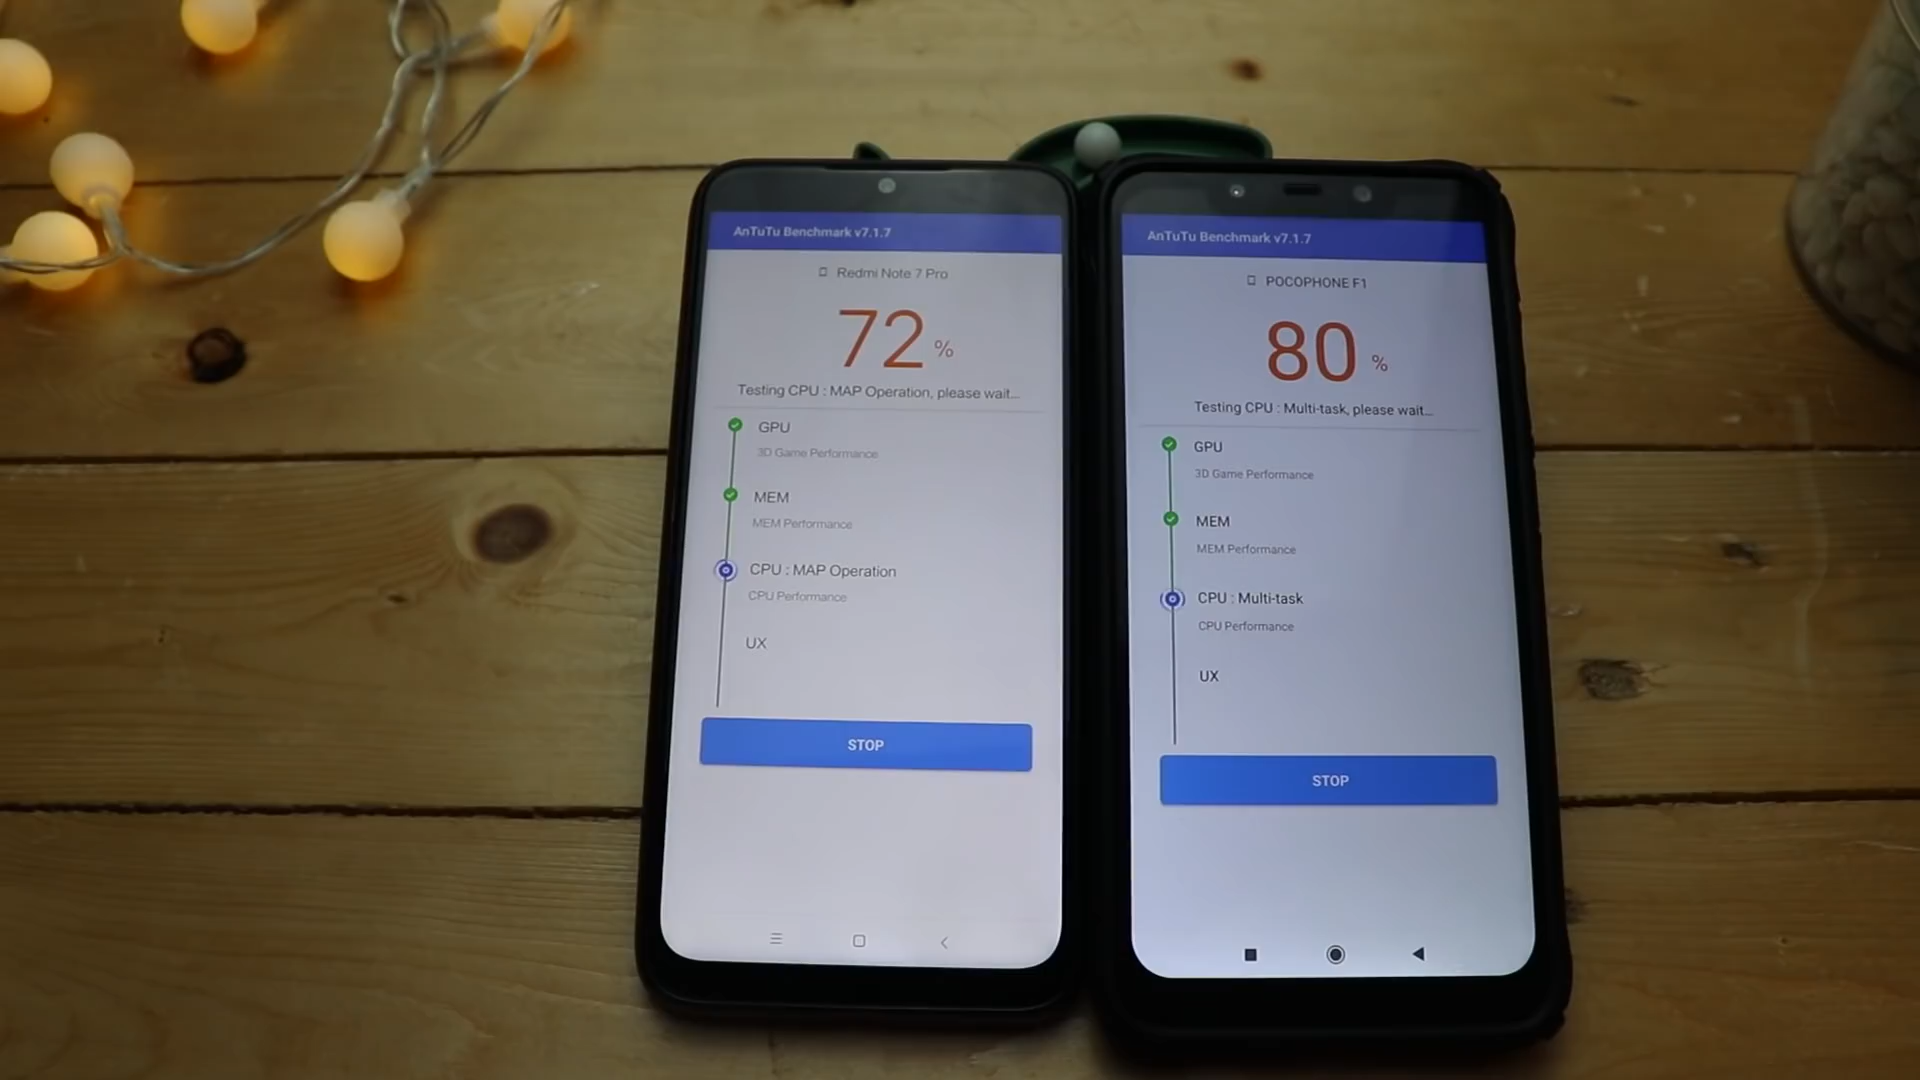 AnTuTu Benchmark v7.1.7
Redmi Note 7 Pro
72 %
Testing CPU : MAP Operation, please wait...
GPU
3D Game Performance
MEM
MEM Performance
CPU : MAP Operation
CPU Performance
UX
STOP
AnTuTu Benchmark v7.1.7
POCOPHONE F1
80 %
Testing CPU : Multi-task, please wait...
GPU
3D Game Performance
MEM
MEM Performance
CPU : Multi-task
CPU Performance
UX
STOP